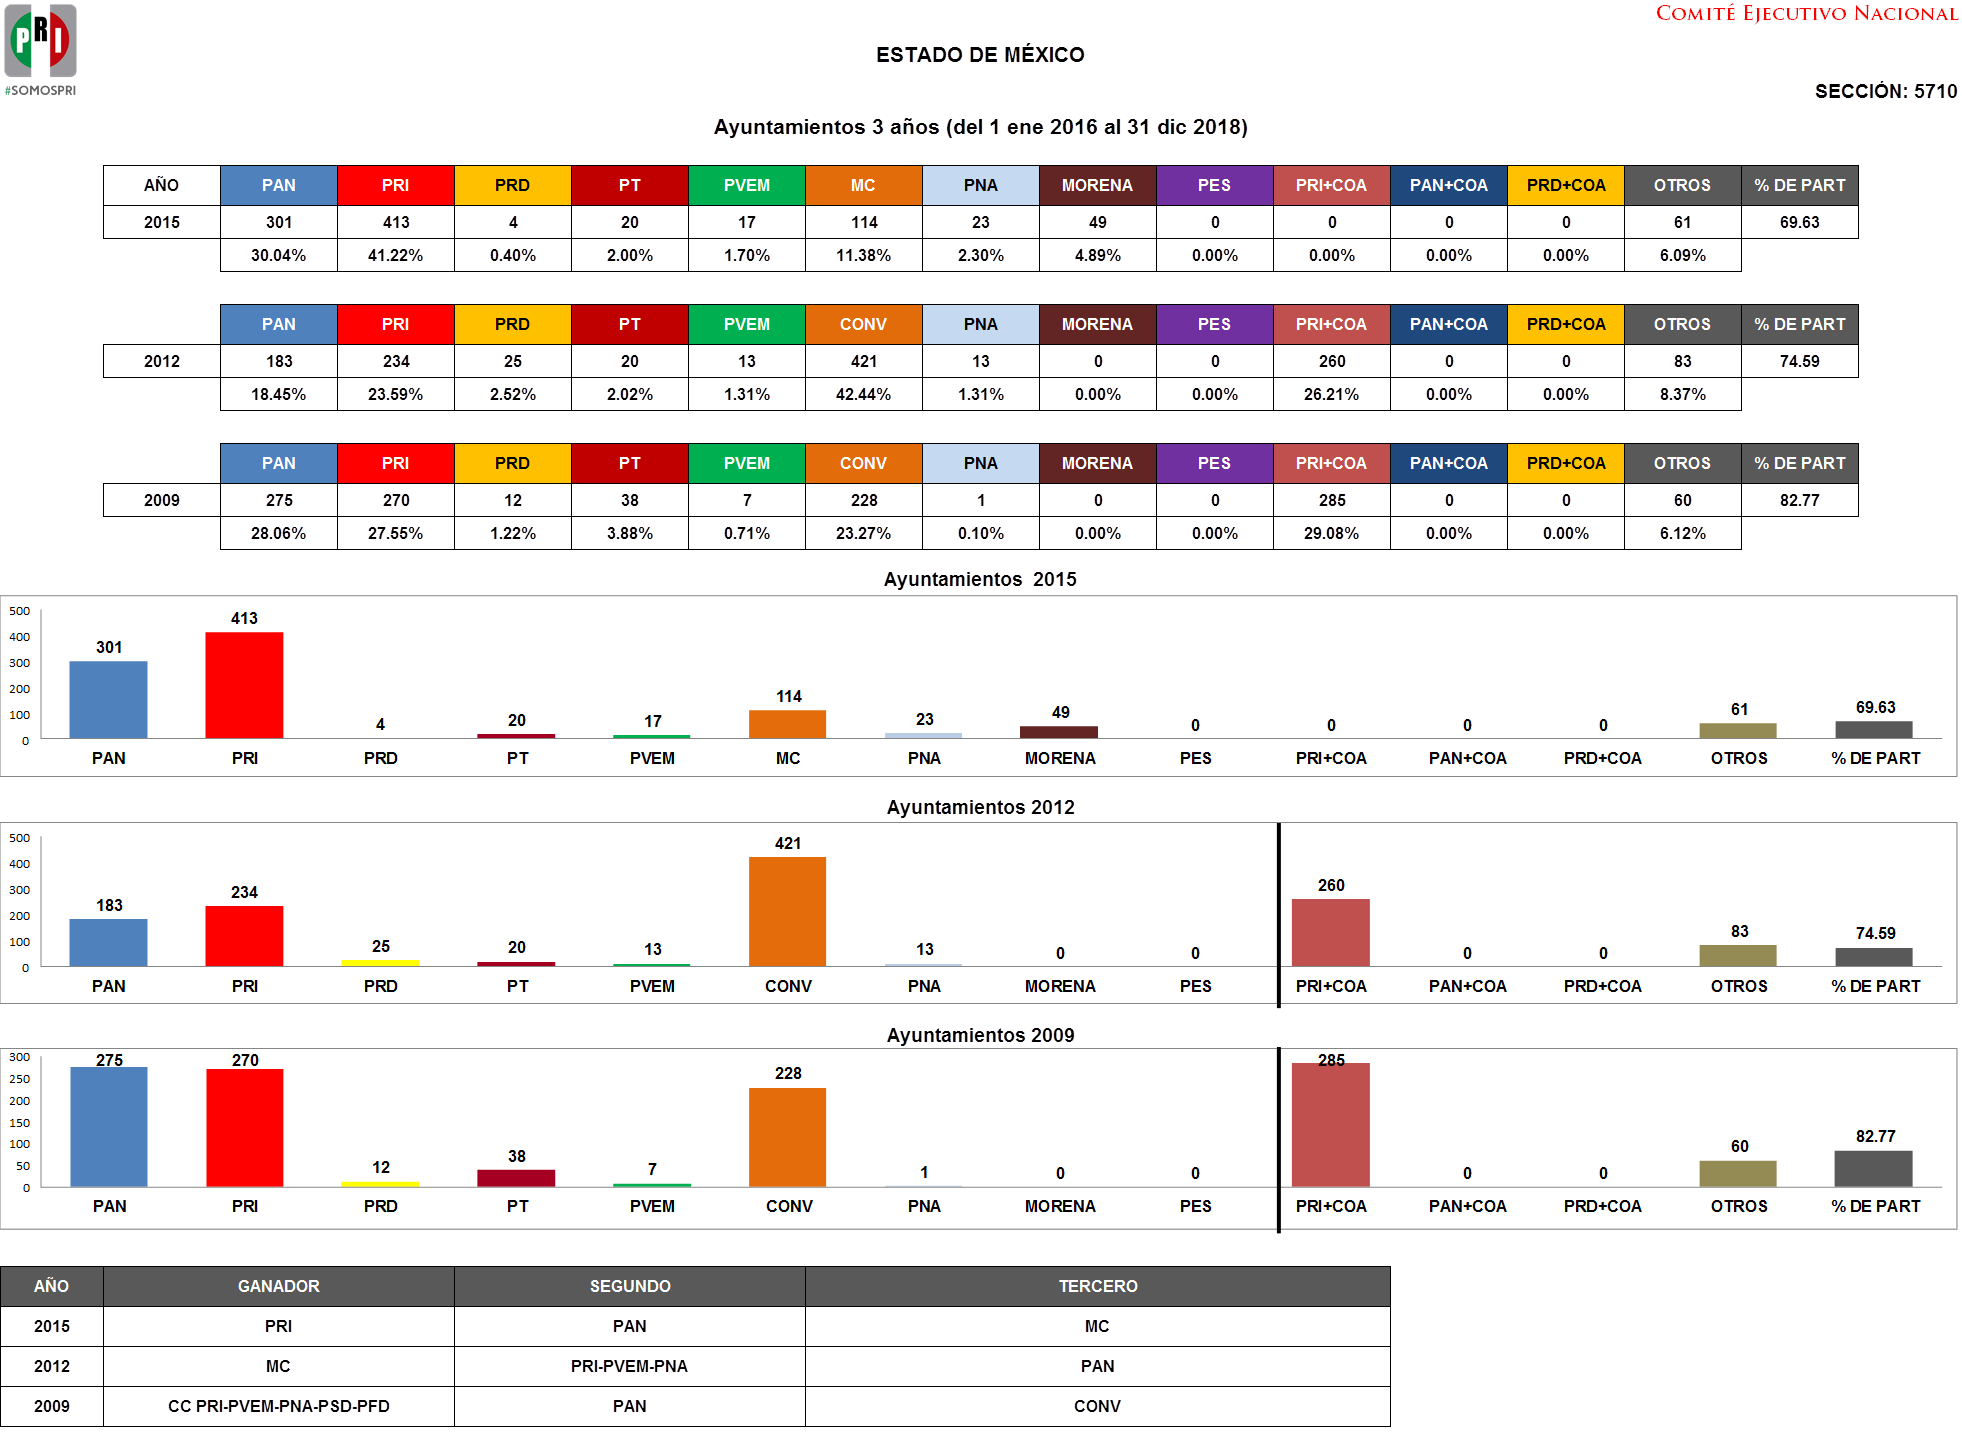 PRI
#SOMOSPRI
COMITÉ EJECUTIVO NACIONAL
ESTADO DE MÉXICO
SECCIÓN: 5710
Ayuntamientos 3 años (del 1 ene 2016 al 31 dic 2018)
AÑO PAN PRI PRD PT PVEM MC PNA MORENA PES PRI+COA PAN+COA PRD+COA OTROS % DE PART
2015 301 413 4 20 17 114 23 49 0 0 0 0 61 69.63
30.04% 41.22% 0.40% 2.00% 1.70% 11.38% 2.30% 4.89% 0.00% 0.00% 0.00% 0.00% 6.09%
PAN PRI PRD PT PVEM CONV PNA MORENA PES PRI+COA PAN+COA PRD+COA OTROS % DE PART
2012 183 234 25 20 13 421 13 0 0 260 0 0 83 74.59
18.45% 23.59% 2.52% 2.02% 1.31% 42.44% 1.31% 0.00% 0.00% 26.21% 0.00% 0.00% 8.37%
PAN PRI PRD PT PVEM CONV PNA MORENA PES PRI+COA PAN+COA PRD+COA OTROS % DE PART
2009 275 270 12 38 7 228 1 0 0 285 0 0 60 82.77
28.06% 27.55% 1.22% 3.88% 0.71% 23.27% 0.10% 0.00% 0.00% 29.08% 0.00% 0.00% 6.12%
Ayuntamientos 2015
500
400
300
200
100
0
301 413 4 20 17 114 23 49 0 0 0 0 61 69.63
PAN PRI PRD PT PVEM MC PNA MORENA PES PRI+COA PAN+COA PRD+COA OTROS % DE PART
Ayuntamientos 2012
500
400
300
200
100
0
183 234 25 20 13 421 13 0 0 260 0 0 83 74.59
PAN PRI PRD PT PVEM CONV PNA MORENA PES PRI+COA PAN+COA PRD+COA OTROS % DE PART
Ayuntamientos 2009
300
250
200
150
100
50
0
275 270 12 38 7 228 1 0 0 285 0 0 60 82.77
PAN PRI PRD PT PVEM CONV PNA MORENA PES PRI+COA PAN+COA PRD+COA OTROS % DE PART
AÑO GANADOR SEGUNDO TERCERO
2015 PRI PAN MC
2012 MC PRI-PVEM-PNA PAN
2009 CC PRI-PVEM-PNA-PSD-PFD PAN CONV